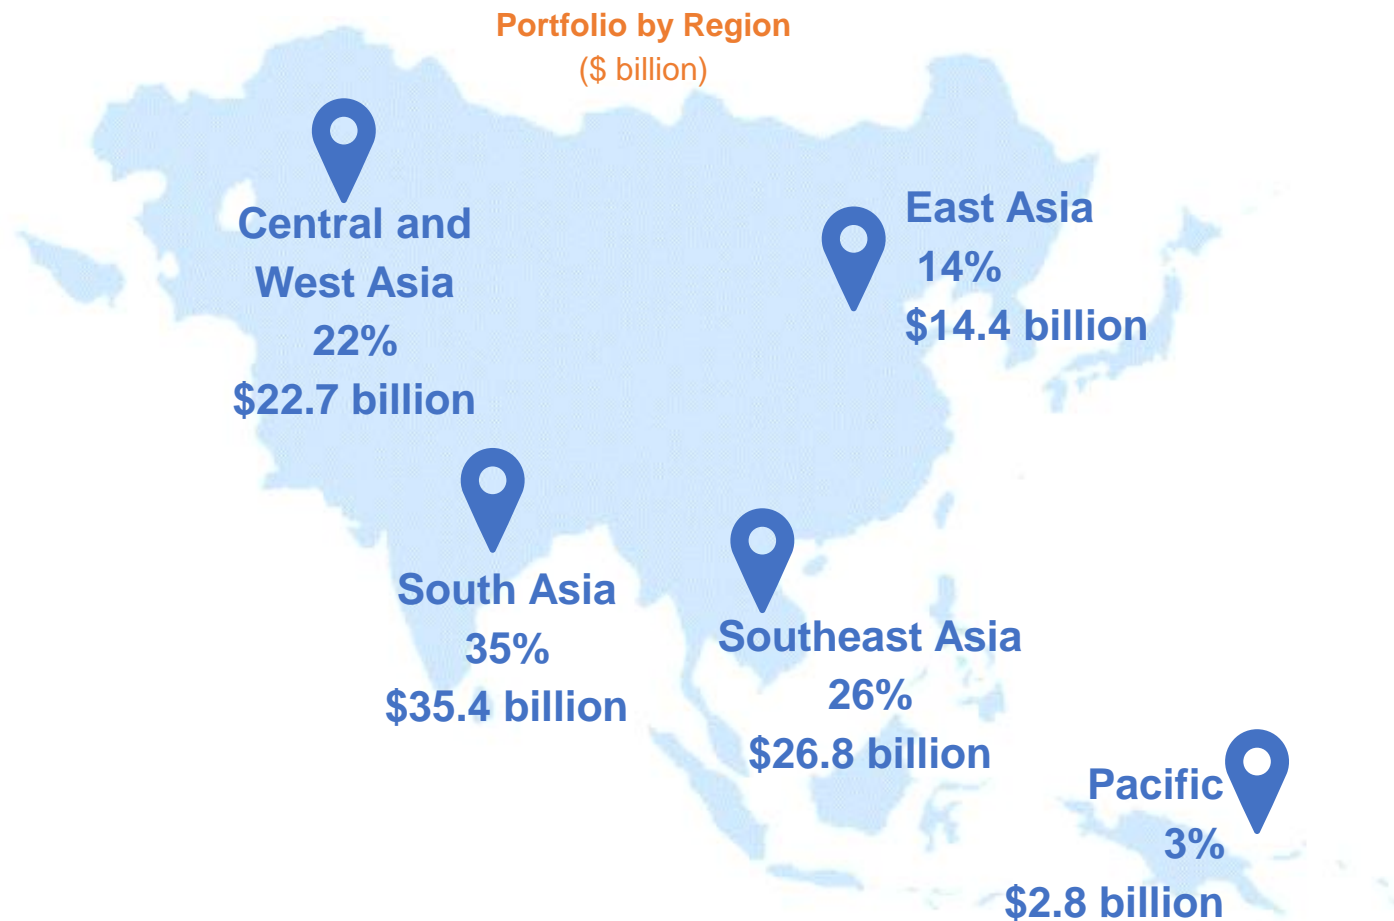 Portfolio by Region
($ billion)
Central and
West Asia
22%
$22.7 billion
East Asia
14%
$14.4 billion
South Asia
35%
$35.4 billion
Southeast Asia
26%
$26.8 billion
Pacific
3%
$2.8 billion